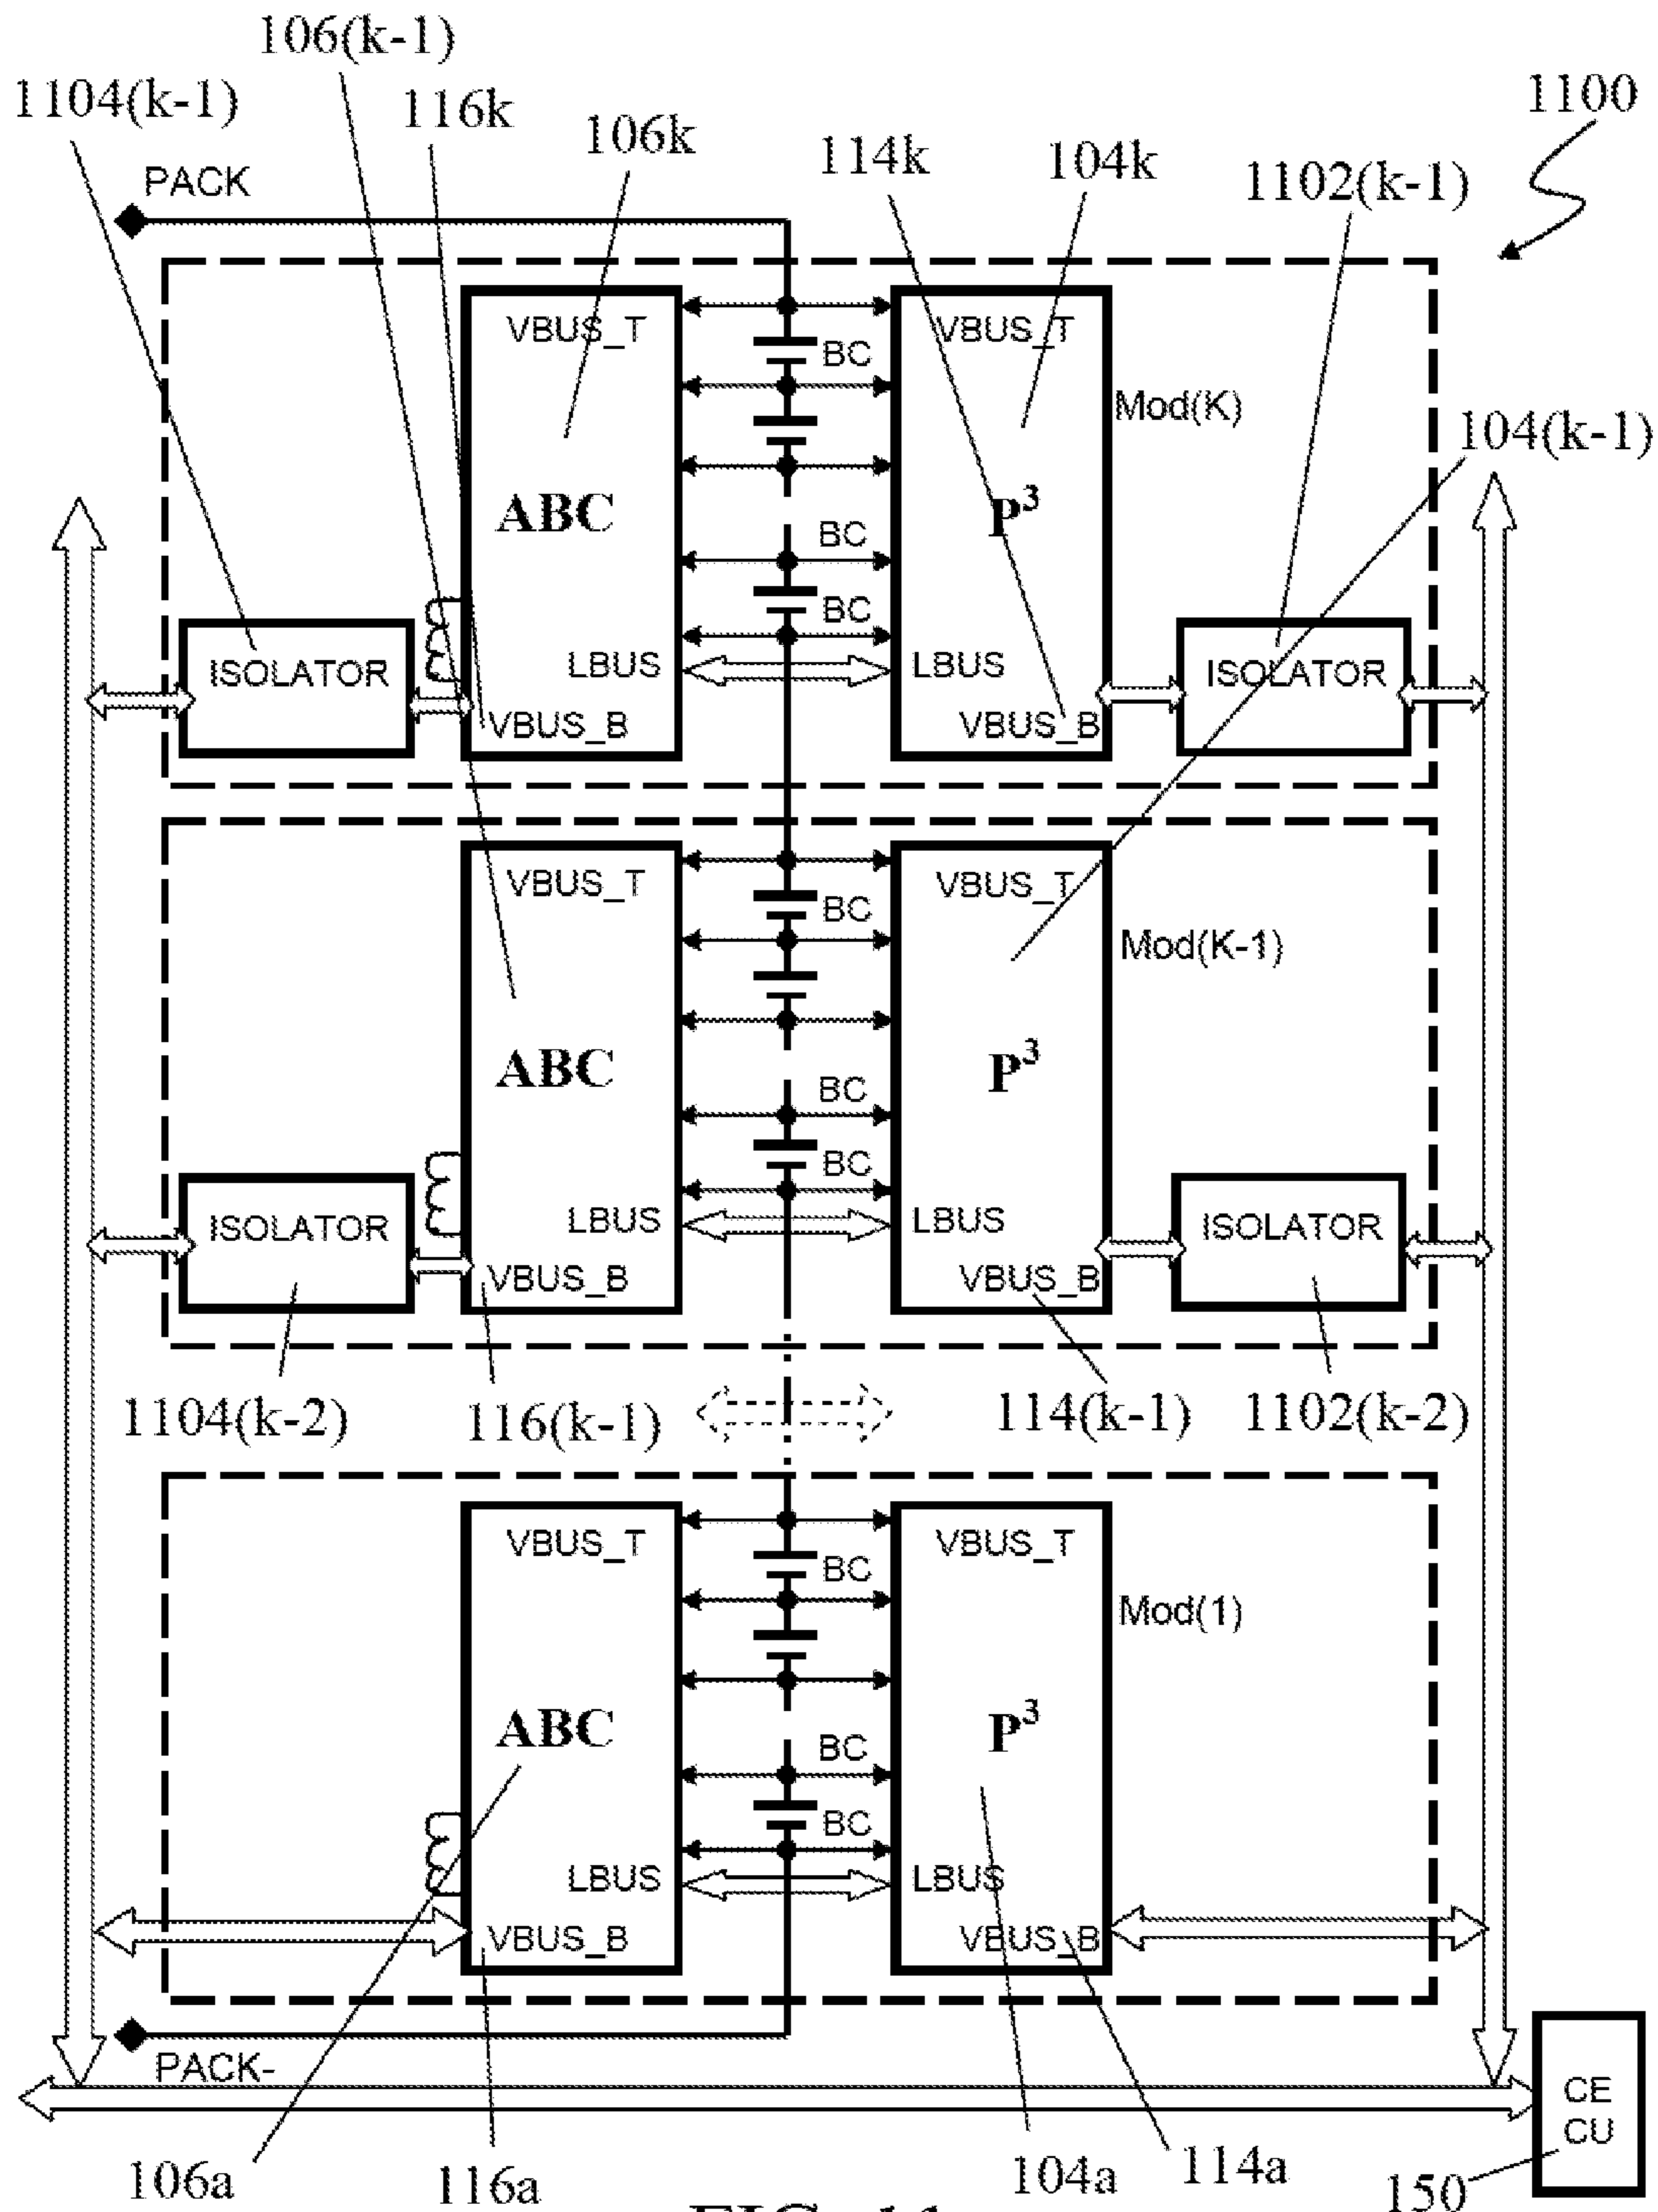 106(k-1)
1104(k-1)
116k
106k
114k
104k
1102(k-1)
1100
PACK
VBUS_T
BC
VBUS_T
Mod(K)
104(k-1)
ABC
BC
P³
BC
ISOLATOR
LBUS
LBUS
ISOLATOR
VBUS_B
VBUS_B
VBUS_T
BC
VBUS_T
Mod(K-1)
ABC
BC
P³
BC
ISOLATOR
LBUS
LBUS
ISOLATOR
VBUS_B
VBUS_B
1104(k-2)
116(k-1)
114(k-1)
1102(k-2)
VBUS_T
BC
VBUS_T
Mod(1)
ABC
BC
P³
BC
LBUS
LBUS
VBUS_B
VBUS_B
PACK-
CE
CU
106a
116a
104a
114a
150
FIG. 11